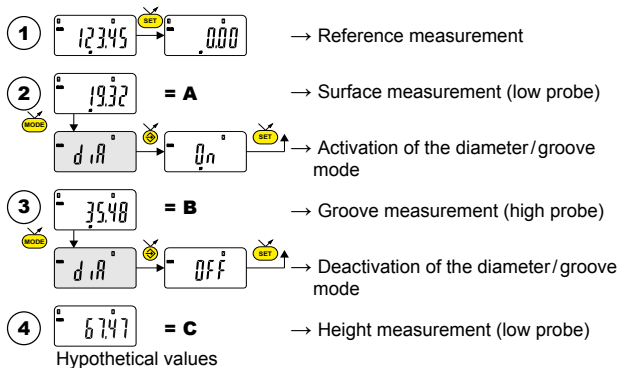 1 123.45 SET 0.00 → Reference measurement
2 19.32 = A → Surface measurement (low probe)
MODE
diA On SET → Activation of the diameter/groove
mode
3 35.48 = B → Groove measurement (high probe)
MODE
diA OFF SET → Deactivation of the diameter/groove
mode
4 67.47 = C → Height measurement (low probe)
Hypothetical values